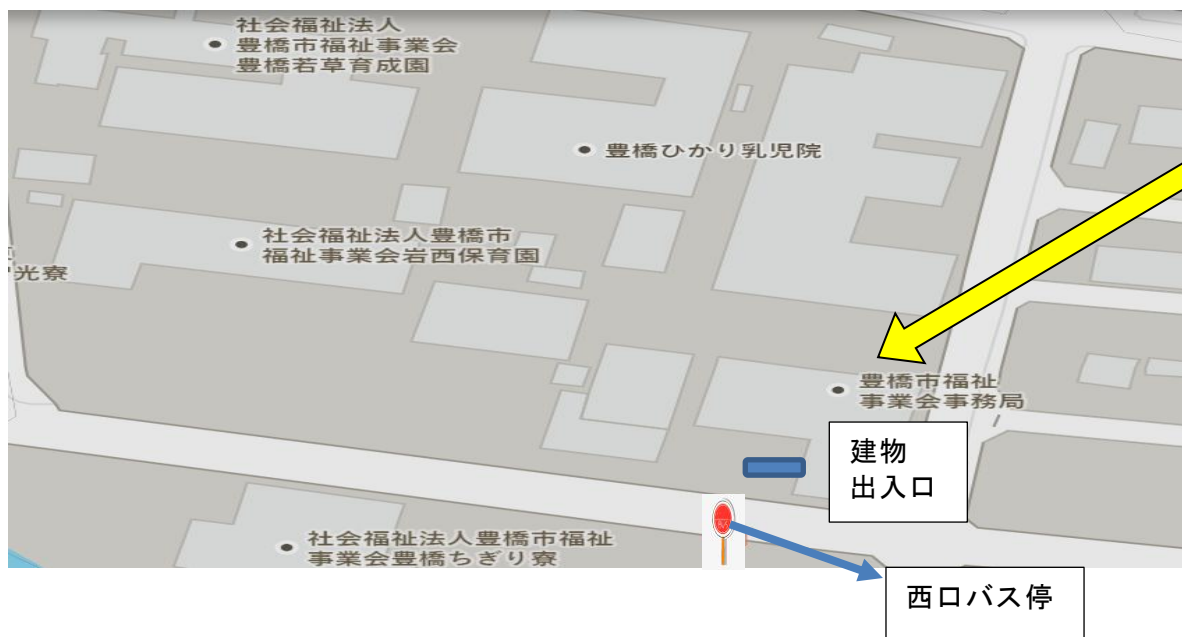 社会福祉法人
豊橋市福祉事業会
豊橋若草育成園
豊橋ひかり乳児院
社会福祉法人豊橋市
福祉事業会岩西保育園
光寮
豊橋市福祉
事業会事務局
建物
出入口
社会福祉法人豊橋市福祉
事業会豊橋ちぎり寮
西口バス停